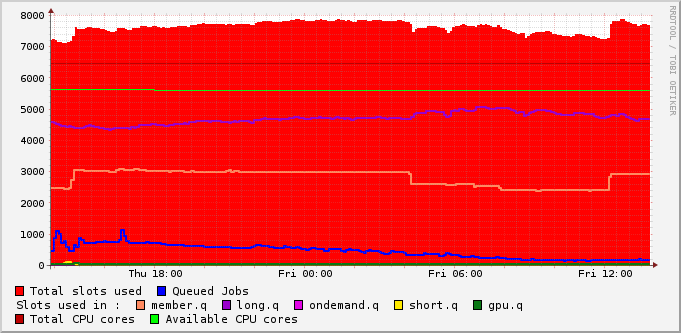 8000
7000
6000
5000
4000
3000
2000
1000
0
Thu 18:00 Fri 00:00 Fri 06:00 Fri 12:00
RRDTOOL / TOBI OETIKER
Total slots used Queued Jobs
Slots used in : member.q long.q ondemand.q short.q gpu.q
Total CPU cores Available CPU cores